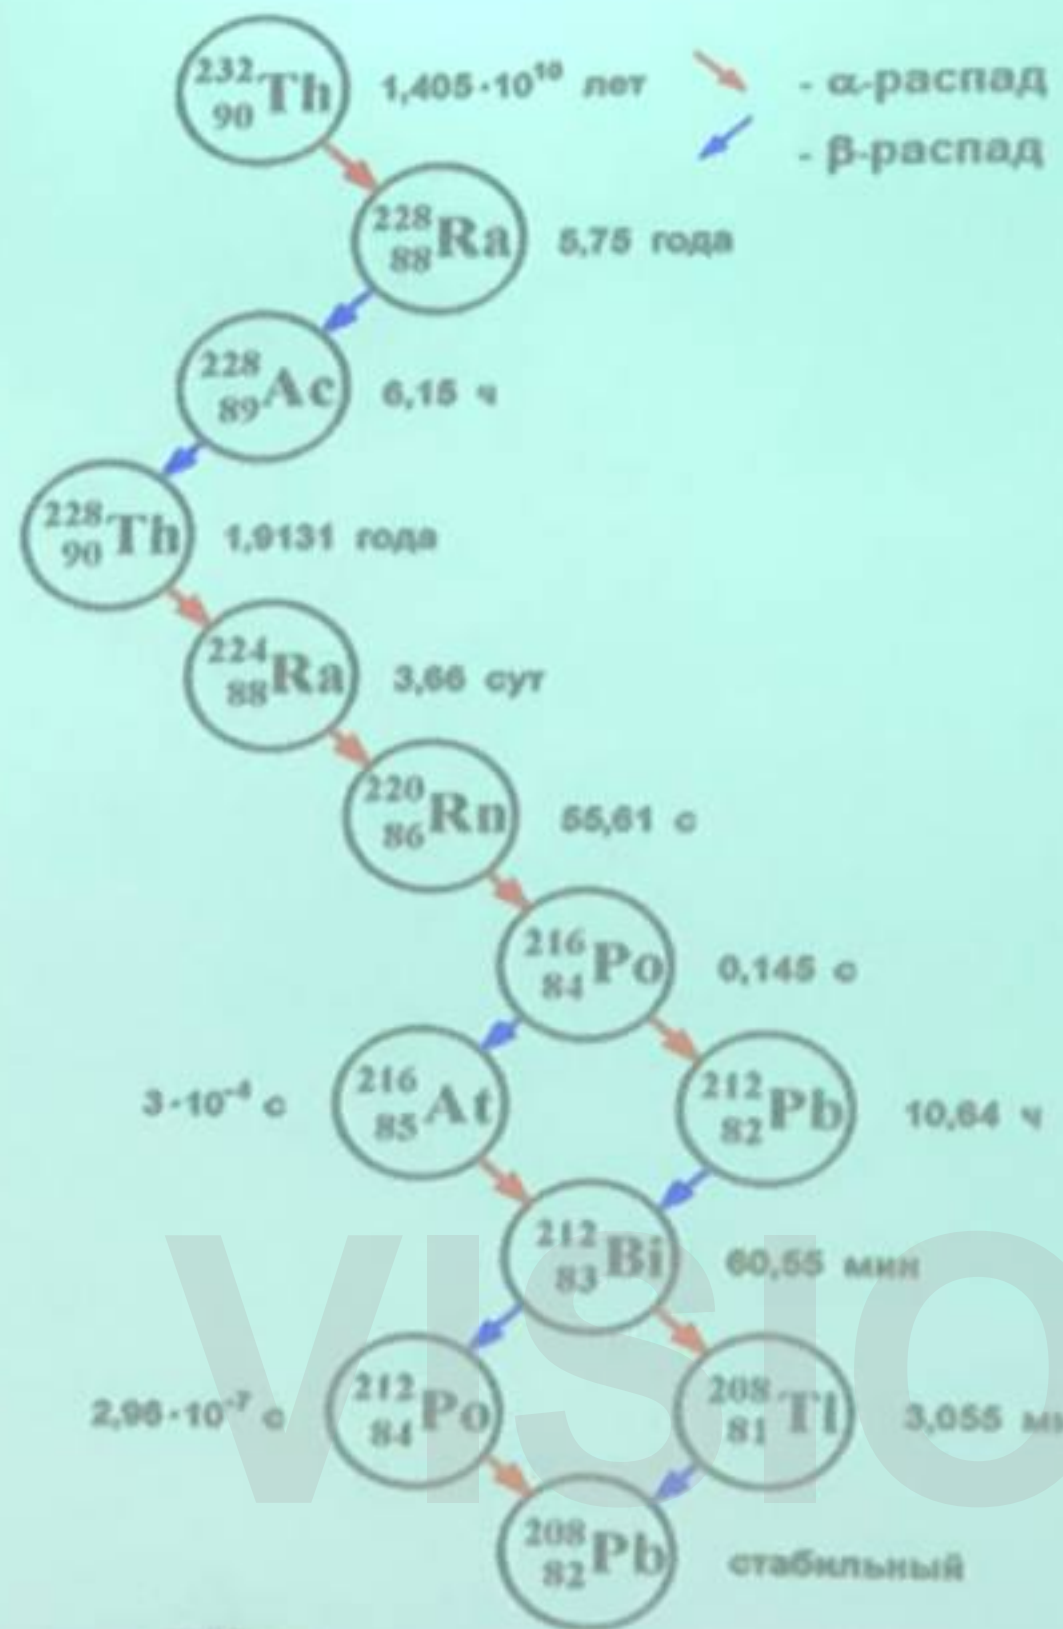 232 90 Th 1,405·10¹⁰ лет
- α-распад
- β-распад
228 88 Ra 5,75 года
228 89 Ac 6,15 ч
228 90 Th 1,9131 года
224 88 Ra 3,66 сут
220 86 Rn 55,61 с
216 84 Po 0,145 с
3·10⁻⁴ с 216 85 At
212 82 Pb 10,64 ч
212 83 Bi 60,55 мин
2,98·10⁻⁷ с 212 84 Po
208 81 Tl 3,055
208 82 Pb стабильный
VISIO